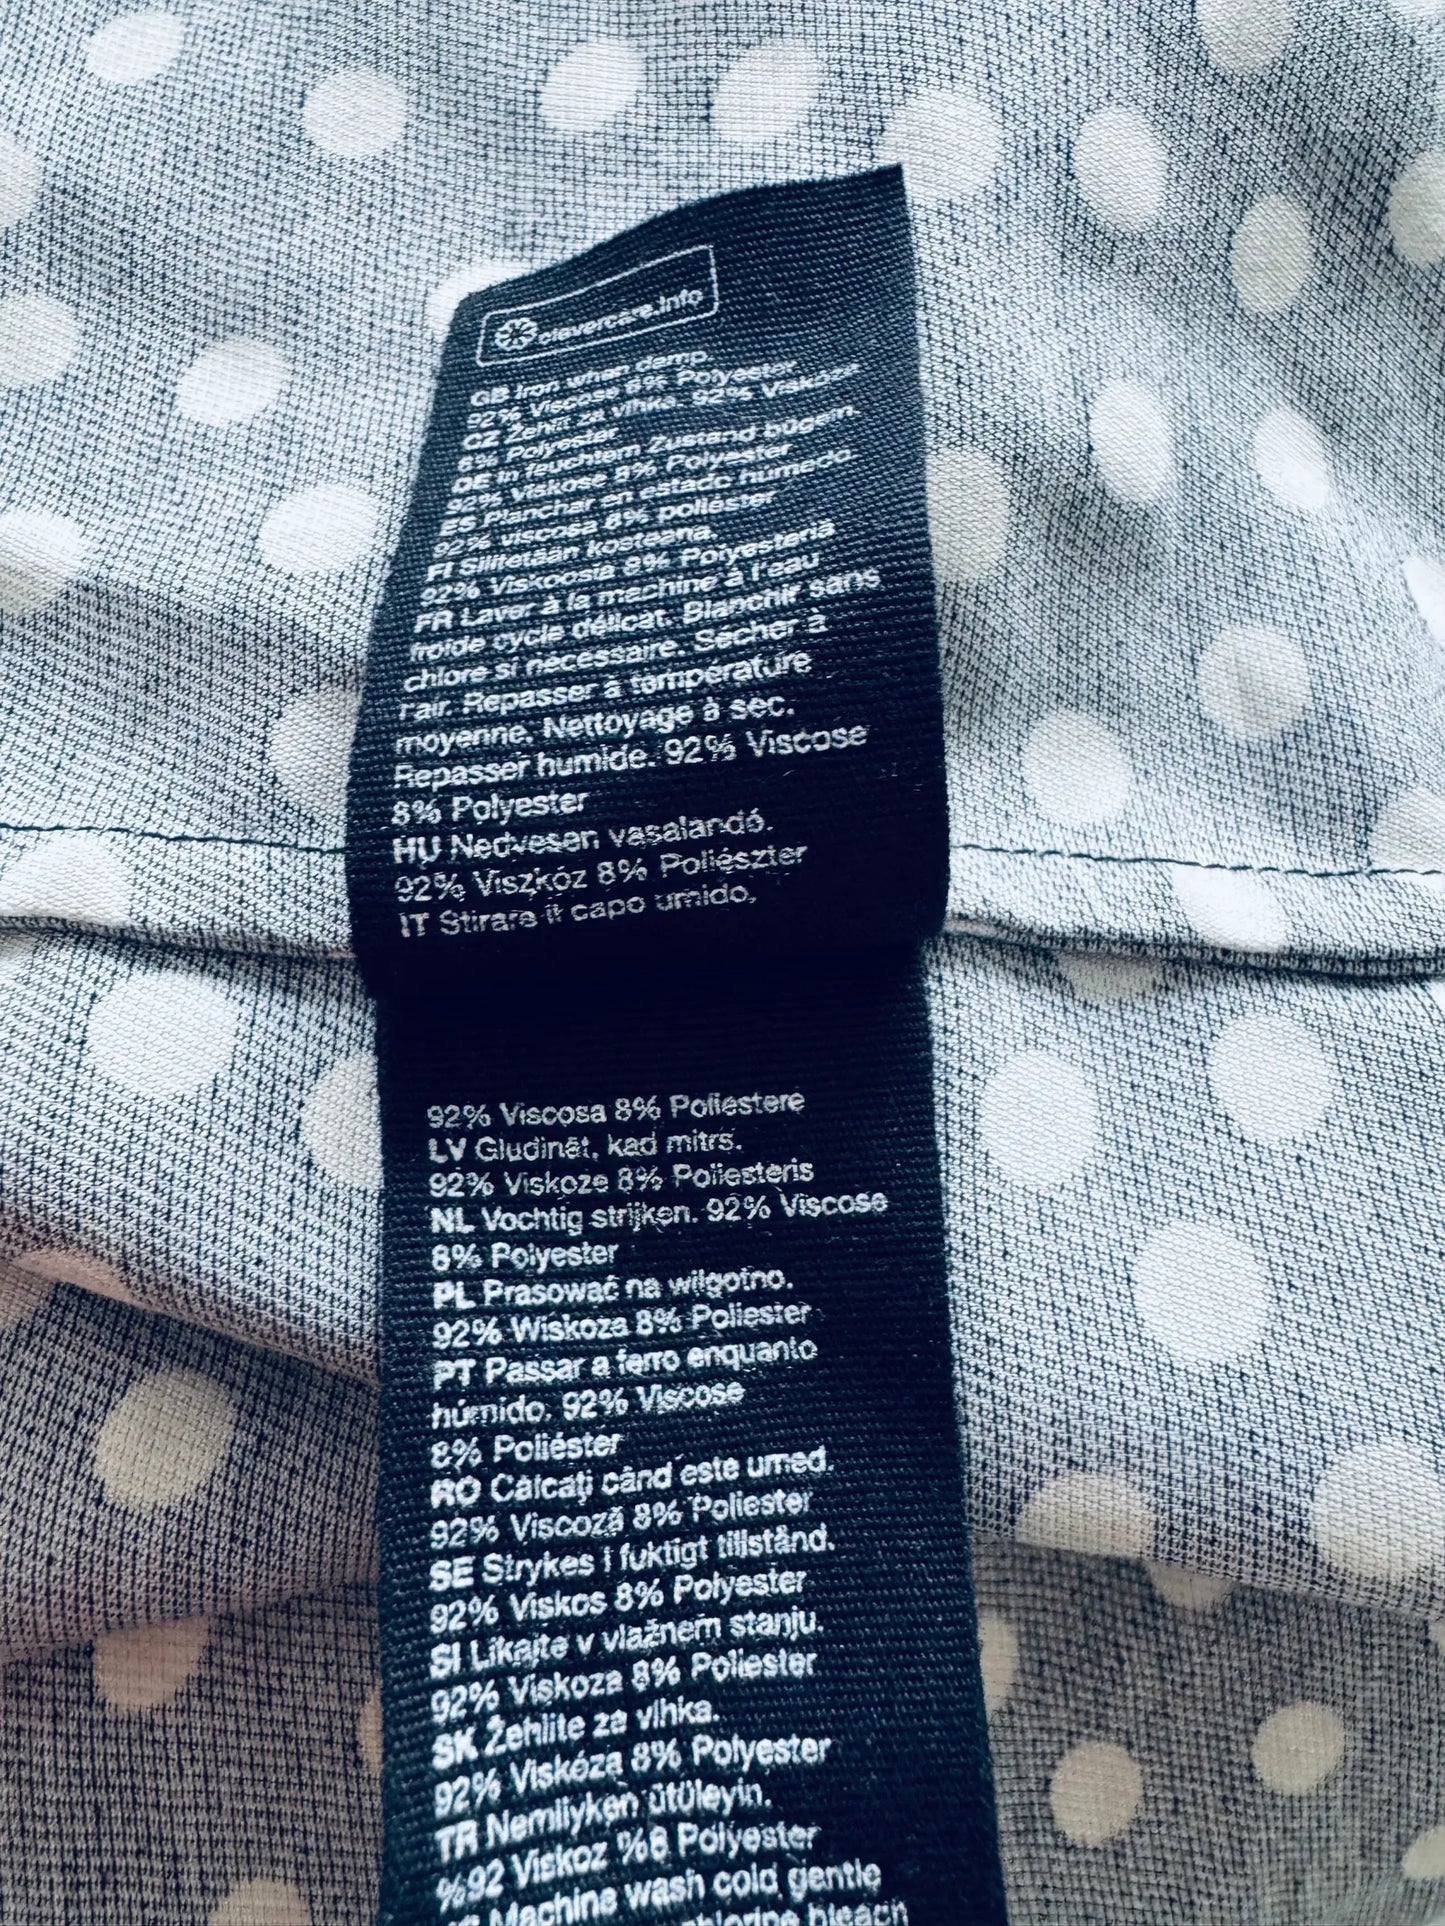 clevercare.info
GB Iron when damp.
92% Viscose 8% Polyester
CZ Žehlit za vlhka. 92% Viskóza
8% Polyester
DE In feuchtem Zustand bügeln.
92% Viskose 8% Polyester
ES Planchar en estado húmedo.
92% viscosa 8% poliéster
FI Silitetään kosteana.
92% Viskoosia 8% Polyesteriä
FR Laver à la machine à l'eau
froide cycle délicat. Blanchir sans
chlore si necessaire. Sécher à
l'air. Repasser à température
moyenne. Nettoyage à sec.
Repasser humide. 92% Viscose
8% Polyester
HU Nedvesen vasalandó.
92% Viszkóz 8% Poliészter
IT Stirare il capo umido.
92% Viscosa 8% Poliestere
LV Gludināt, kad mitrs.
92% Viskoze 8% Poliesteris
NL Vochtig strijken. 92% Viscose
8% Polyester
PL Prasować na wilgotno.
92% Wiskoza 8% Poliester
PT Passar a ferro enquanto
húmido. 92% Viscose
8% Poliéster
RO Călcaţi când este umed.
92% Viscoză 8% Poliester
SE Strykes i fuktigt tillstånd.
92% Viskos 8% Polyester
SI Likajte v vlažnem stanju.
92% Viskoza 8% Poliester
SK Žehlite za vlhka.
92% Viskóza 8% Polyester
TR Nemliyken ütüleyin.
%92 Viskoz %8 Polyester
Machine wash cold gentle
chlorine bleach